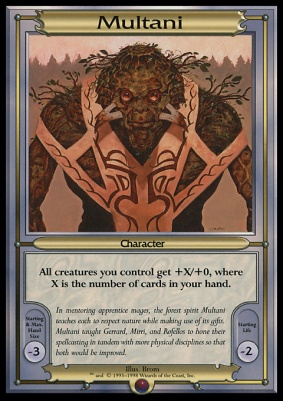 Multani
Character
All creatures you control get +X/+0, where
X is the number of cards in your hand.
In mentoring apprentice mages, the forest spirit Multani
teaches each to respect nature while making use of its gifts.
Multani taught Gerrard, Mirri, and Rofellos to hone their
spellcasting in tandem with more physical disciplines so that
both would be improved.
Starting
& Max.
Hand
Size
-3
Starting
Life
-2
Illus. Brom
™ and © 1993–1998 Wizards of the Coast, Inc.